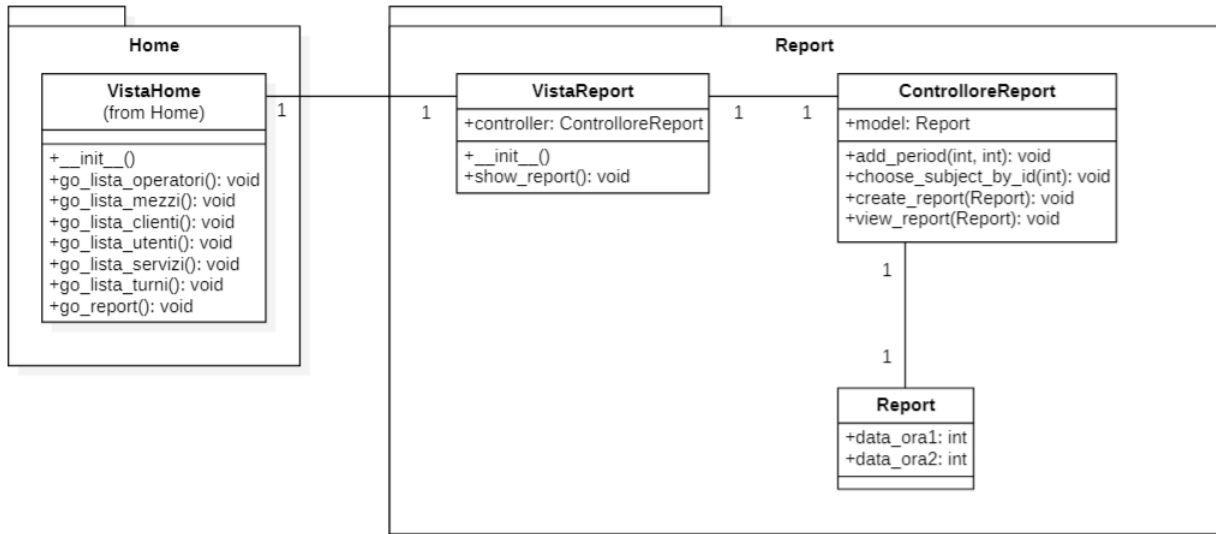 Home
VistaHome
(from Home)
+__init__()
+go_lista_operatori(): void
+go_lista_mezzi(): void
+go_lista_clienti(): void
+go_lista_utenti(): void
+go_lista_servizi(): void
+go_lista_turni(): void
+go_report(): void
1
1
Report
VistaReport
+controller: ControlloreReport
+__init__()
+show_report(): void
1
1
ControlloreReport
+model: Report
+add_period(int, int): void
+choose_subject_by_id(int): void
+create_report(Report): void
+view_report(Report): void
1
1
Report
+data_ora1: int
+data_ora2: int